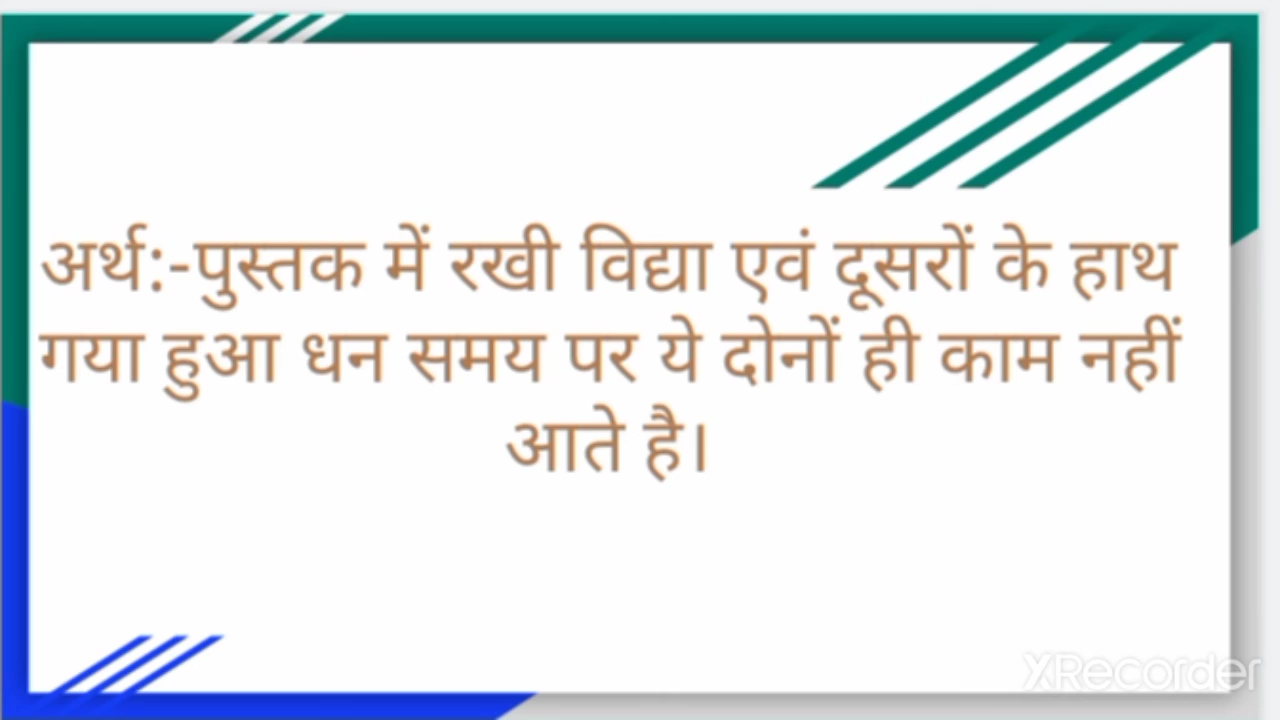 अर्थ:-पुस्तक में रखी विद्या एवं दूसरों के हाथ
गया हुआ धन समय पर ये दोनों ही काम नहीं
आते है।
XRecorder